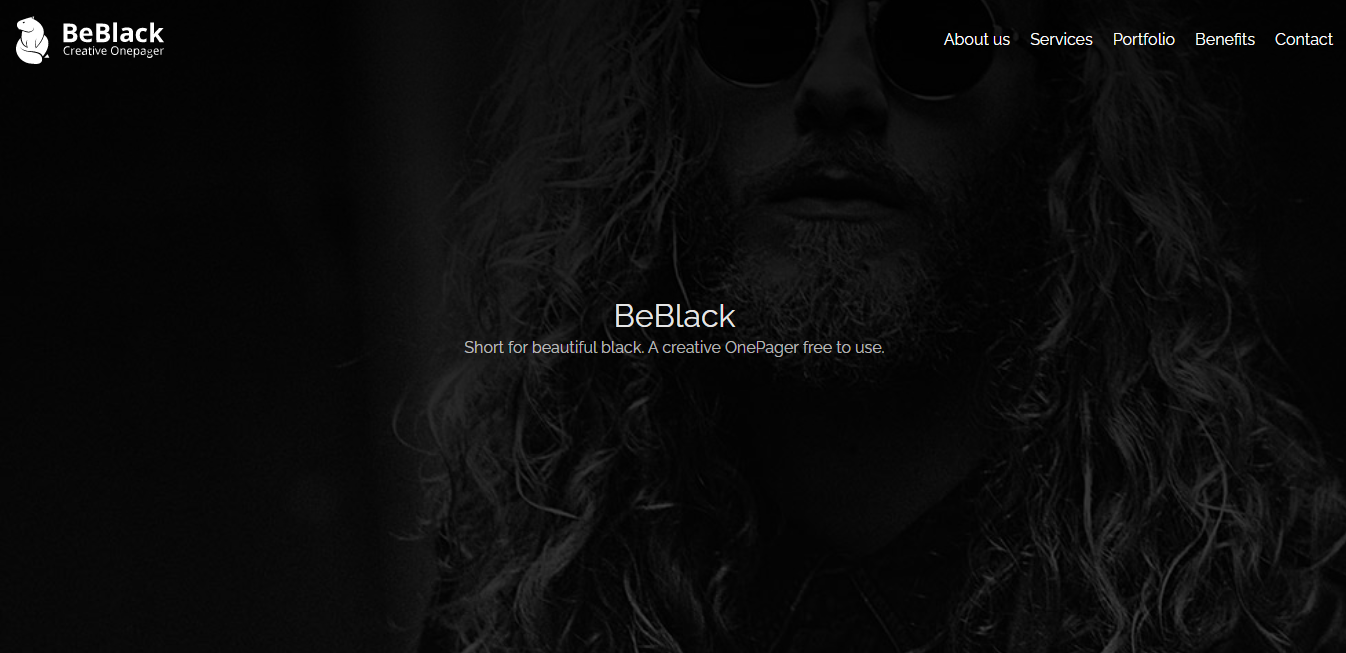 BeBlack
Creative Onepager
About us Services Portfolio Benefits Contact
BeBlack
Short for beautiful black. A creative OnePager free to use.